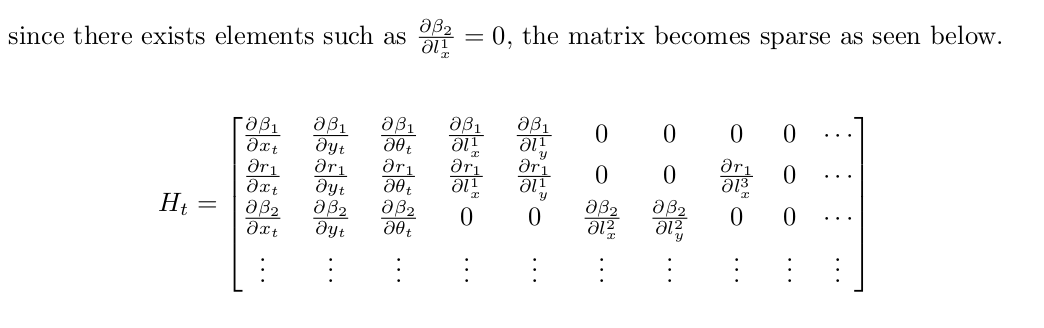 since there exists elements such as $\frac{\partial \beta_2}{\partial l_x^1} = 0$, the matrix becomes sparse as seen below.
$H_t = \begin{bmatrix} \frac{\partial \beta_1}{\partial x_t} & \frac{\partial \beta_1}{\partial y_t} & \frac{\partial \beta_1}{\partial \theta_t} & \frac{\partial \beta_1}{\partial l_x^1} & \frac{\partial \beta_1}{\partial l_y^1} & 0 & 0 & 0 & 0 & \cdots \\ \frac{\partial r_1}{\partial x_t} & \frac{\partial r_1}{\partial y_t} & \frac{\partial r_1}{\partial \theta_t} & \frac{\partial r_1}{\partial l_x^1} & \frac{\partial r_1}{\partial l_y^1} & 0 & 0 & \frac{\partial r_1}{\partial l_x^3} & 0 & \cdots \\ \frac{\partial \beta_2}{\partial x_t} & \frac{\partial \beta_2}{\partial y_t} & \frac{\partial \beta_2}{\partial \theta_t} & 0 & 0 & \frac{\partial \beta_2}{\partial l_x^2} & \frac{\partial \beta_2}{\partial l_y^2} & 0 & 0 & \cdots \\ \vdots & \vdots & \vdots & \vdots & \vdots & \vdots & \vdots & \vdots & \vdots & \vdots \end{bmatrix}$